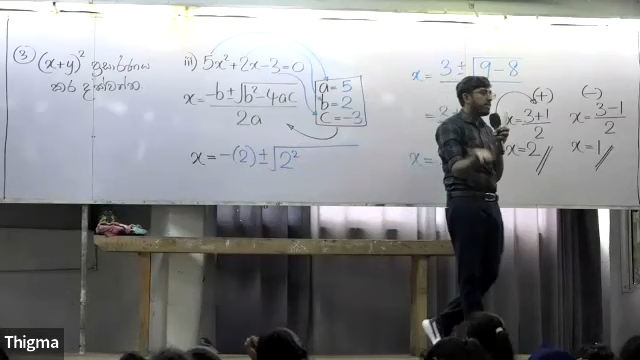 ③ (x+y)² ප්‍රසාරණය
කර දක්වන්න
iii) 5x²+2x-3=0
x = -b ± √b²-4ac
2a
a = 5
b = 2
c = -3
x = -(2) ± √2²
x = 3 ± √9-8
(+)
x = 3+1
2
x = 2
(-)
x = 3-1
2
x = 1
Thigma